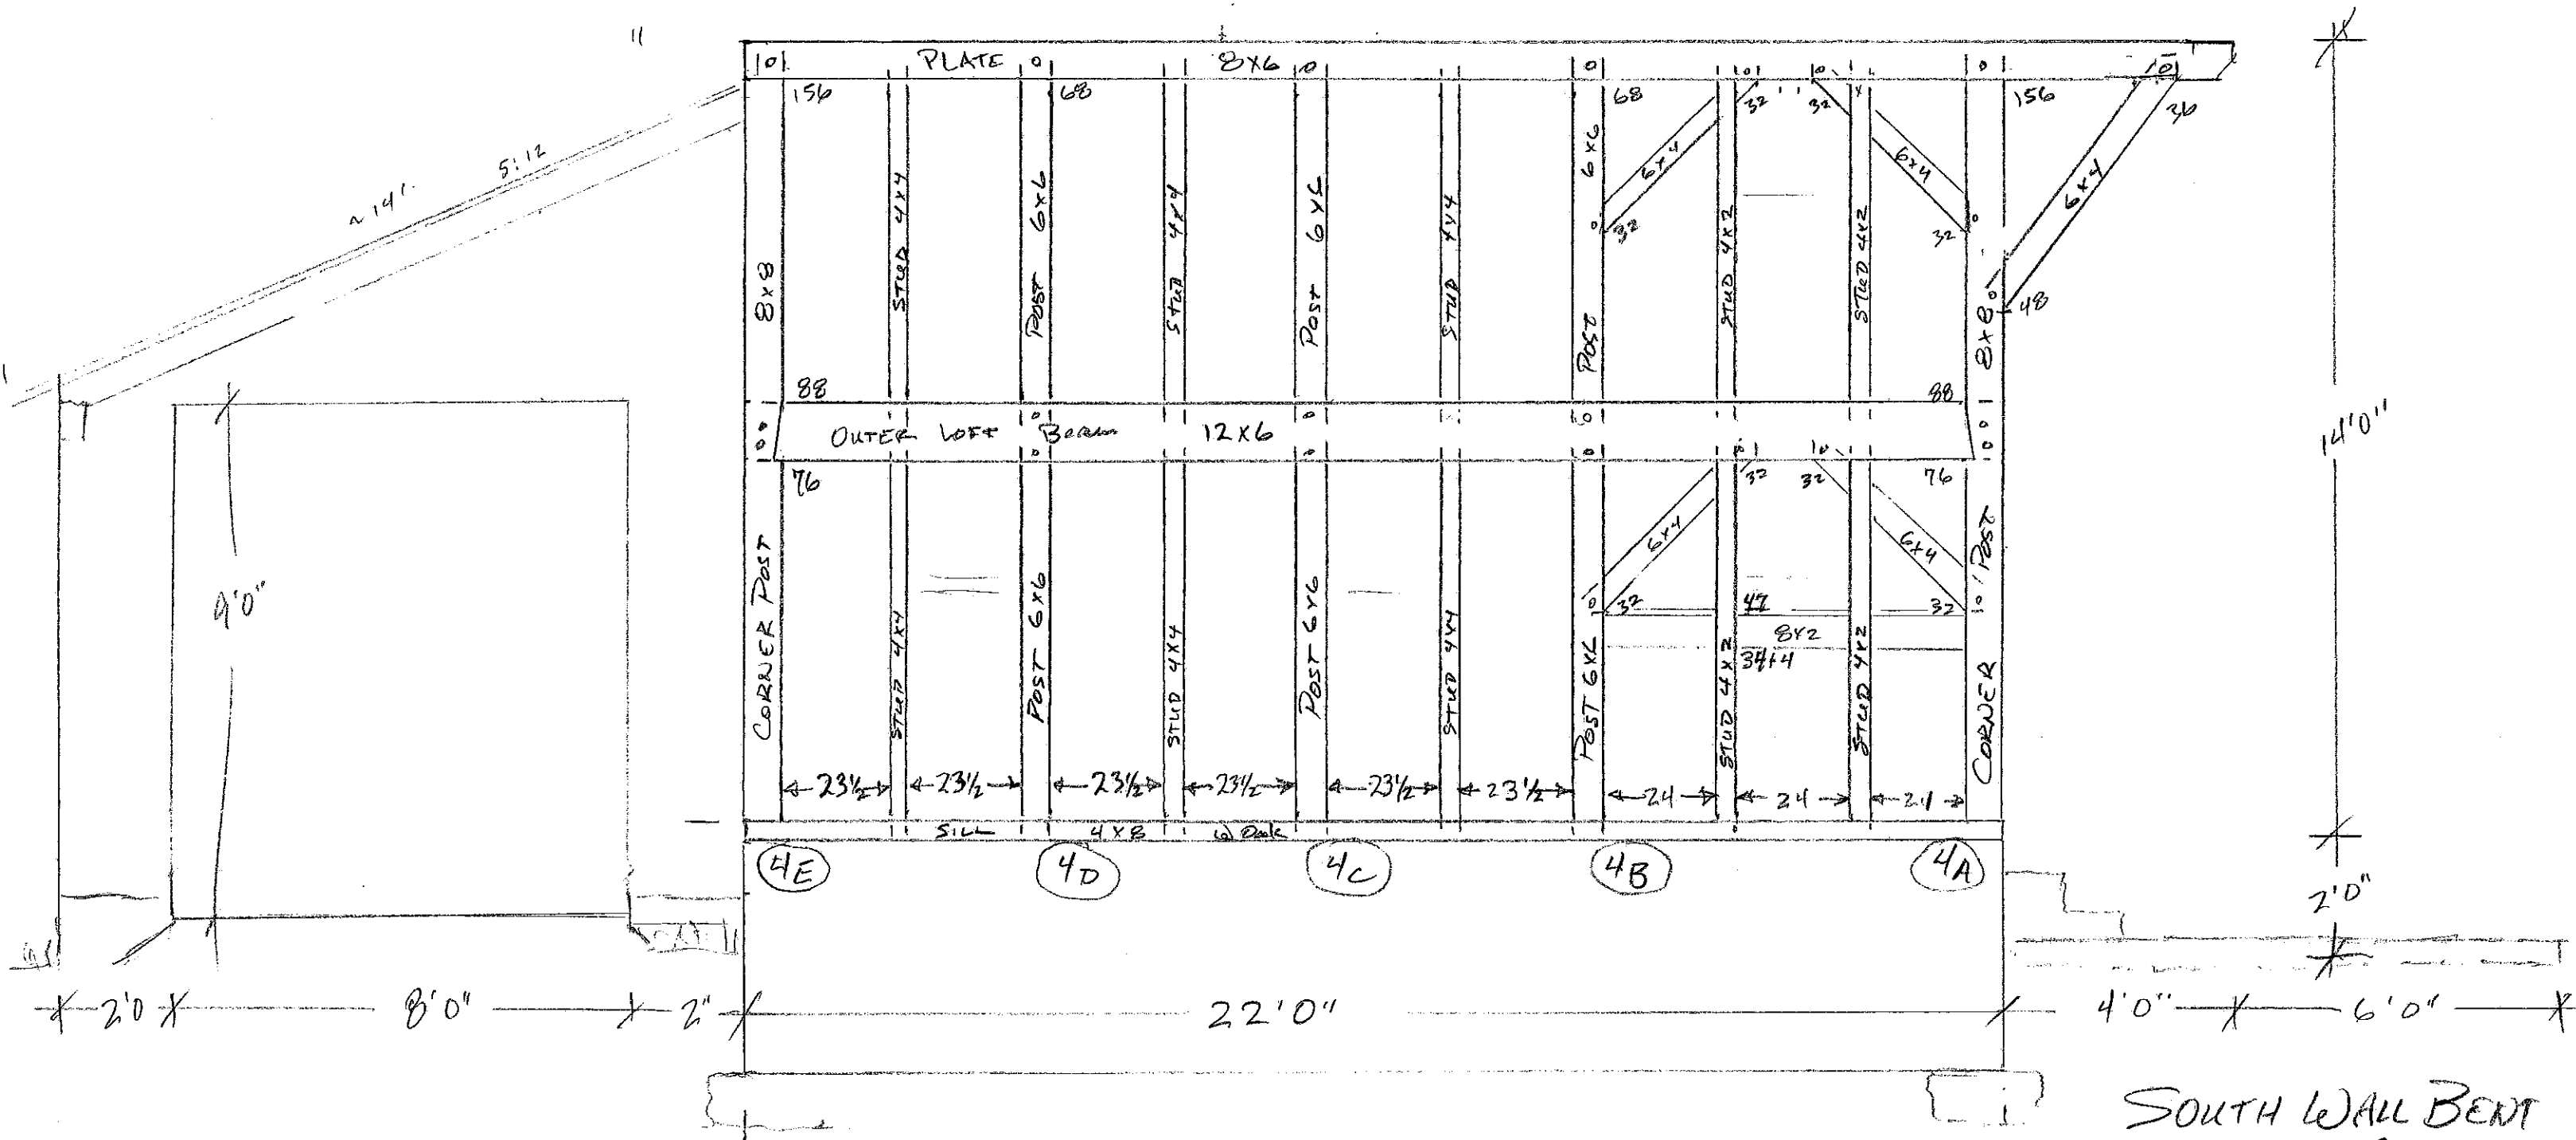 PLATE 8X6
156 68 68 32 32 156 36
5:12
~14'
6x4 6x4 6x4
8x8 STUD 4x4 POST 6x6 STUD 4x4 POST 6x6 STUD 4x4 POST 6x6 STUD 4x2 STUD 4x2 8x8
32 32 48
14'0"
88 88
OUTER LOFT Beam 12X6
76 32 32 76
6x4 6x4
9'0"
32 47 32
8x2
34+4
CORNER POST STUD 4x4 POST 6x6 STUD 4x4 POST 6x6 STUD 4x4 POST 6x6 STUD 4x2 STUD 4x2 CORNER POST
23½ 23½ 23½ 23½ 23½ 23½ 24 24 21
SILL 4X8 W Oak
4E 4D 4C 4B 4A
2'0"
2'0 8'0" 2" 22'0" 4'0" 6'0"
SOUTH WALL BENT